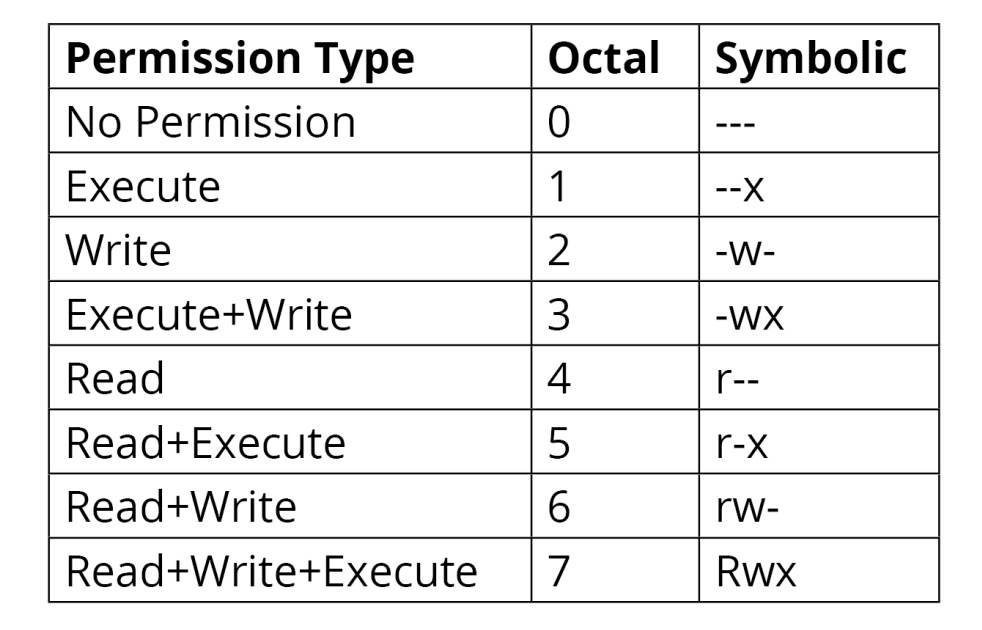 Permission Type Octal Symbolic
No Permission 0 ---
Execute 1 --x
Write 2 -w-
Execute+Write 3 -wx
Read 4 r--
Read+Execute 5 r-x
Read+Write 6 rw-
Read+Write+Execute 7 Rwx